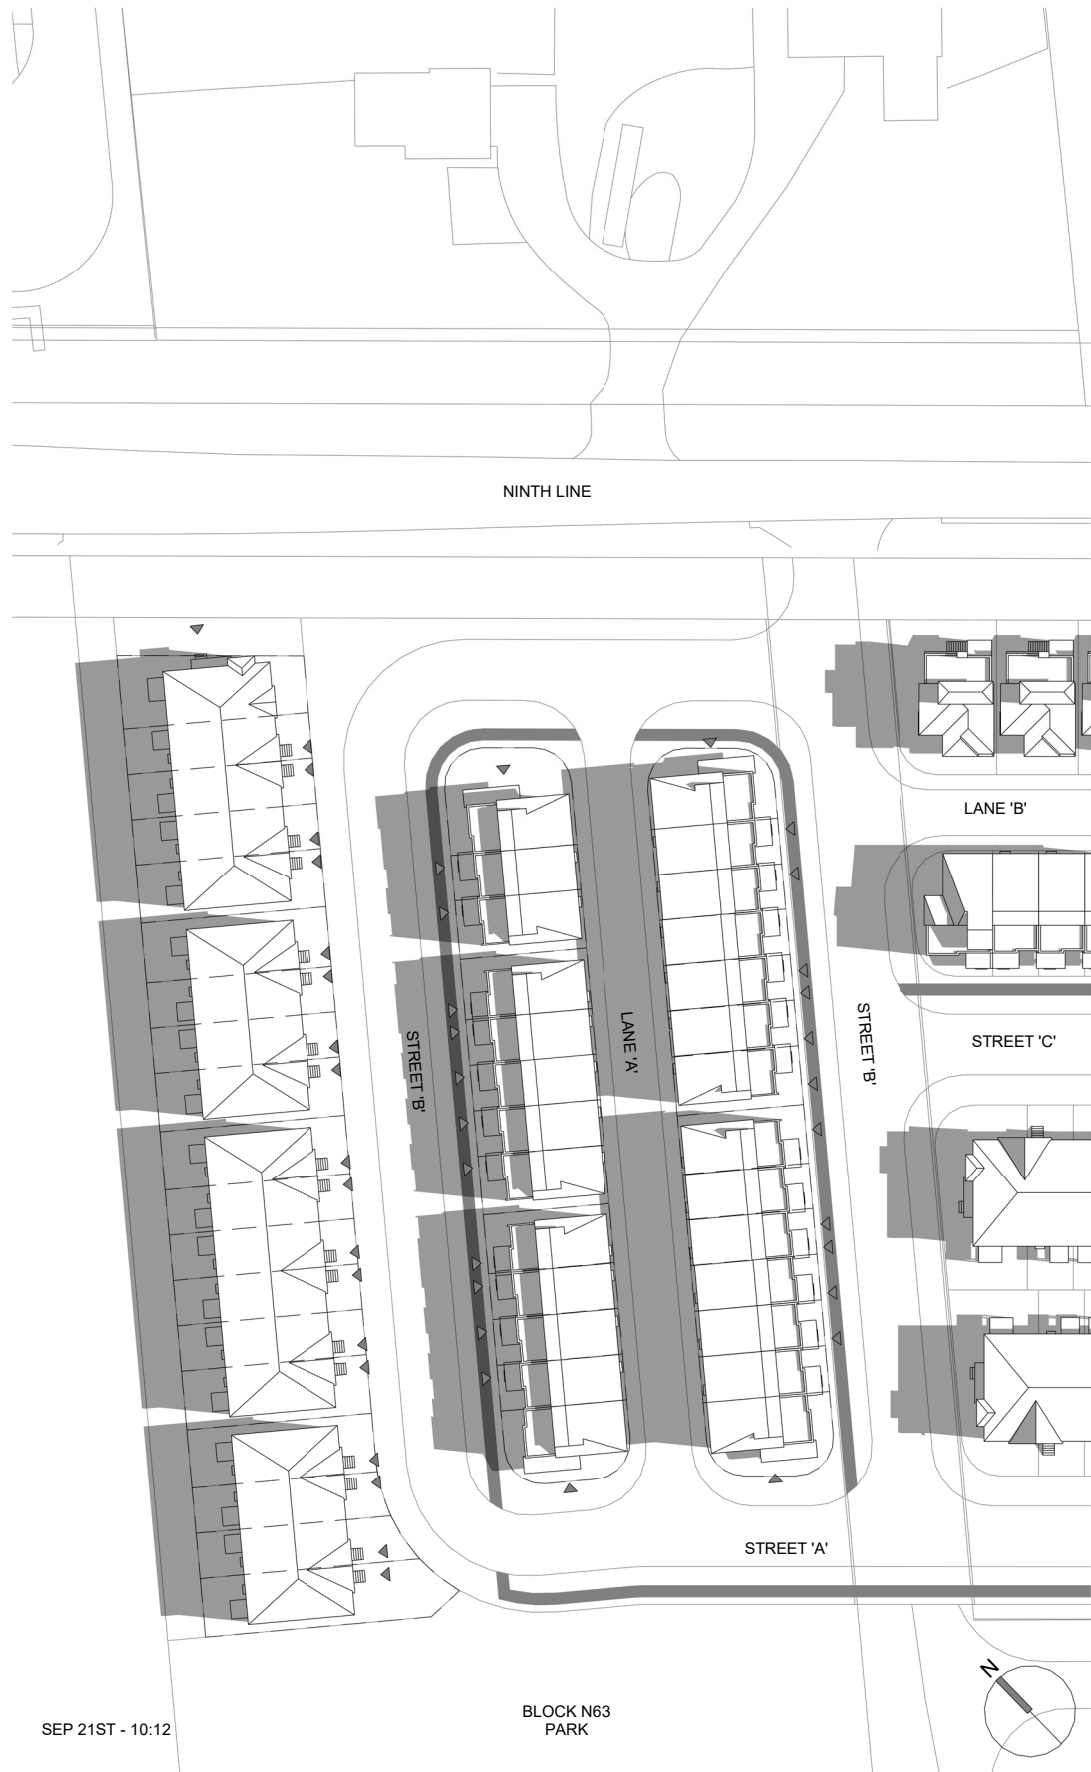 NINTH LINE
LANE 'B'
STREET 'B'
LANE 'A'
STREET 'B'
STREET 'C'
STREET 'A'
N
SEP 21ST - 10:12
BLOCK N63
PARK